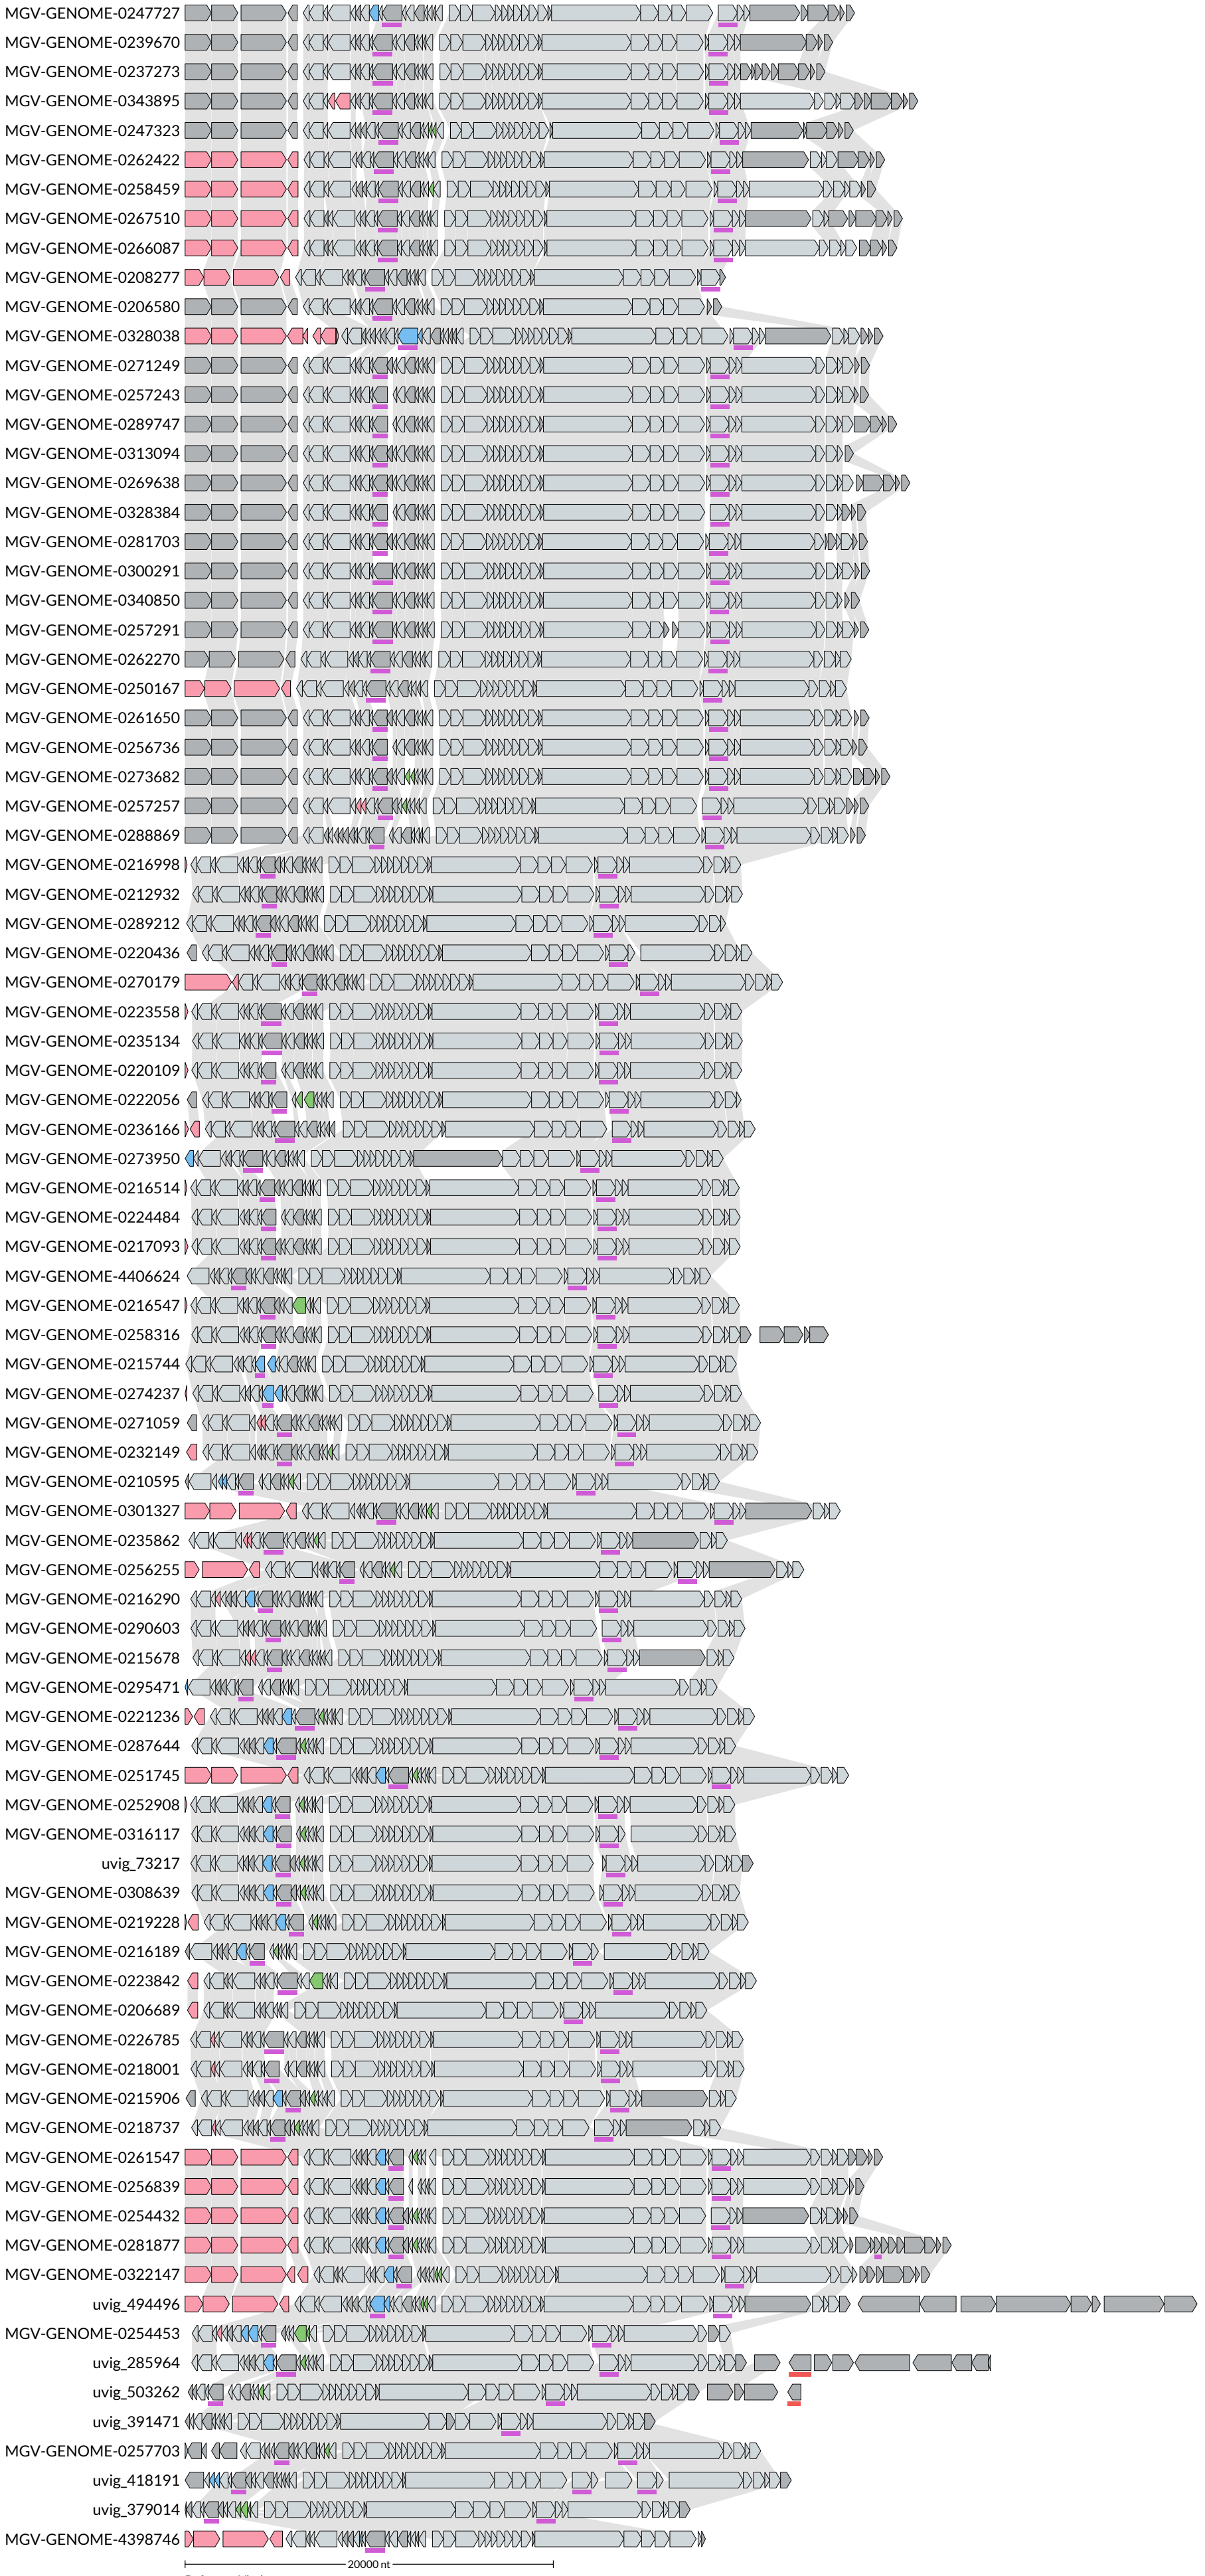 MGV-GENOME-0247727
MGV-GENOME-0239670
MGV-GENOME-0237273
MGV-GENOME-0343895
MGV-GENOME-0247323
MGV-GENOME-0262422
MGV-GENOME-0258459
MGV-GENOME-0267510
MGV-GENOME-0266087
MGV-GENOME-0208277
MGV-GENOME-0206580
MGV-GENOME-0328038
MGV-GENOME-0271249
MGV-GENOME-0257243
MGV-GENOME-0289747
MGV-GENOME-0313094
MGV-GENOME-0269638
MGV-GENOME-0328384
MGV-GENOME-0281703
MGV-GENOME-0300291
MGV-GENOME-0340850
MGV-GENOME-0257291
MGV-GENOME-0262270
MGV-GENOME-0250167
MGV-GENOME-0261650
MGV-GENOME-0256736
MGV-GENOME-0273682
MGV-GENOME-0257257
MGV-GENOME-0288869
MGV-GENOME-0216998
MGV-GENOME-0212932
MGV-GENOME-0289212
MGV-GENOME-0220436
MGV-GENOME-0270179
MGV-GENOME-0223558
MGV-GENOME-0235134
MGV-GENOME-0220109
MGV-GENOME-0222056
MGV-GENOME-0236166
MGV-GENOME-0273950
MGV-GENOME-0216514
MGV-GENOME-0224484
MGV-GENOME-0217093
MGV-GENOME-4406624
MGV-GENOME-0216547
MGV-GENOME-0258316
MGV-GENOME-0215744
MGV-GENOME-0274237
MGV-GENOME-0271059
MGV-GENOME-0232149
MGV-GENOME-0210595
MGV-GENOME-0301327
MGV-GENOME-0235862
MGV-GENOME-0256255
MGV-GENOME-0216290
MGV-GENOME-0290603
MGV-GENOME-0215678
MGV-GENOME-0295471
MGV-GENOME-0221236
MGV-GENOME-0287644
MGV-GENOME-0251745
MGV-GENOME-0252908
MGV-GENOME-0316117
uvig_73217
MGV-GENOME-0308639
MGV-GENOME-0219228
MGV-GENOME-0216189
MGV-GENOME-0223842
MGV-GENOME-0206689
MGV-GENOME-0226785
MGV-GENOME-0218001
MGV-GENOME-0215906
MGV-GENOME-0218737
MGV-GENOME-0261547
MGV-GENOME-0256839
MGV-GENOME-0254432
MGV-GENOME-0281877
MGV-GENOME-0322147
uvig_494496
MGV-GENOME-0254453
uvig_285964
uvig_503262
uvig_391471
MGV-GENOME-0257703
uvig_418191
uvig_379014
MGV-GENOME-4398746
20000 nt